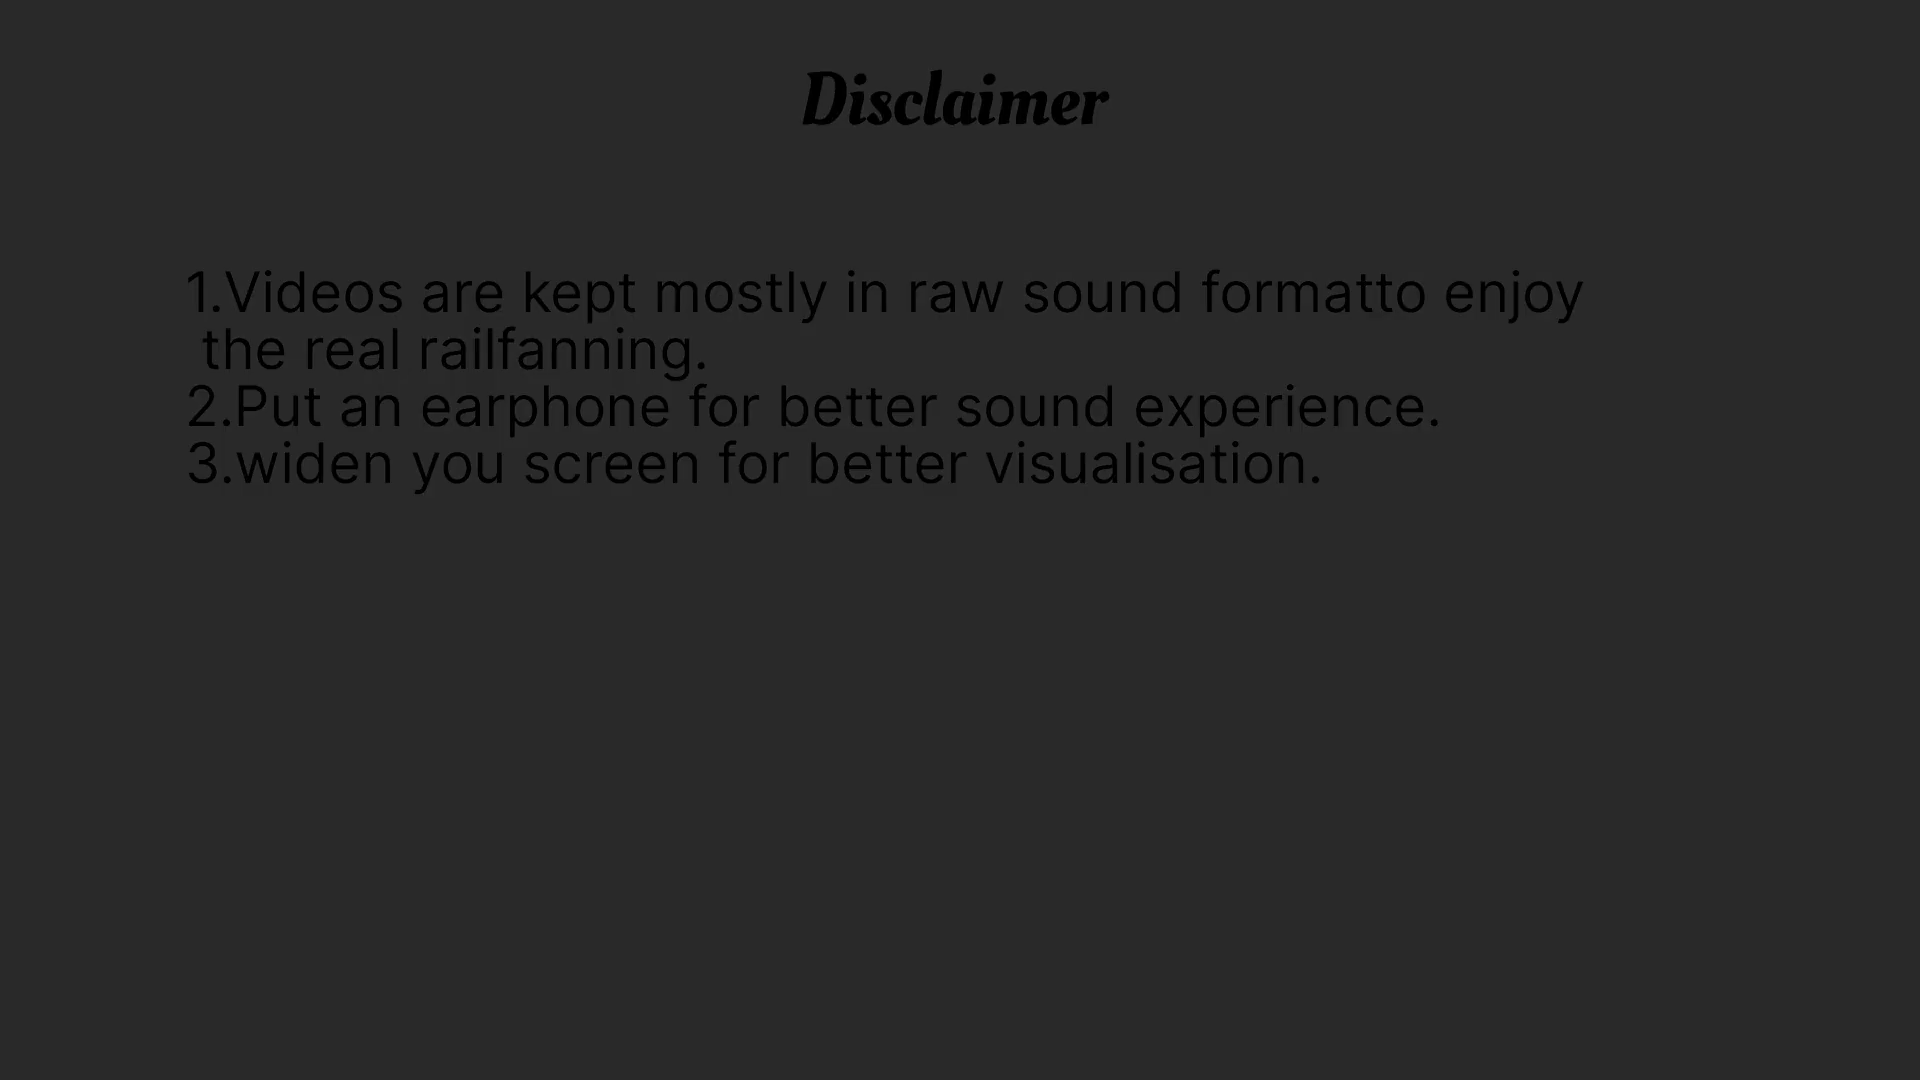 Disclaimer
1.Videos are kept mostly in raw sound formatto enjoy
the real railfanning.
2.Put an earphone for better sound experience.
3.widen you screen for better visualisation.